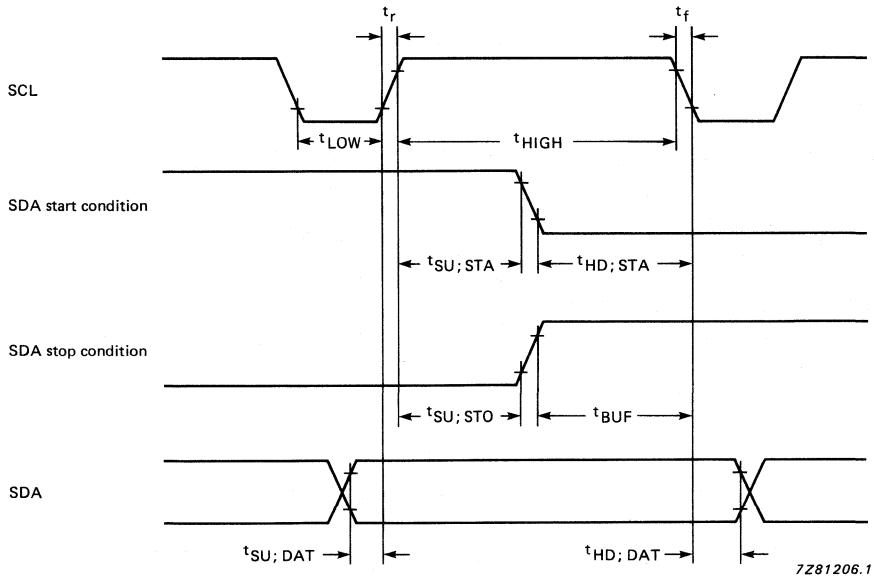 tr
tf
SCL
tLOW
tHIGH
SDA start condition
tSU; STA
tHD; STA
SDA stop condition
tSU; STO
tBUF
SDA
tSU; DAT
tHD; DAT
7Z81206.1